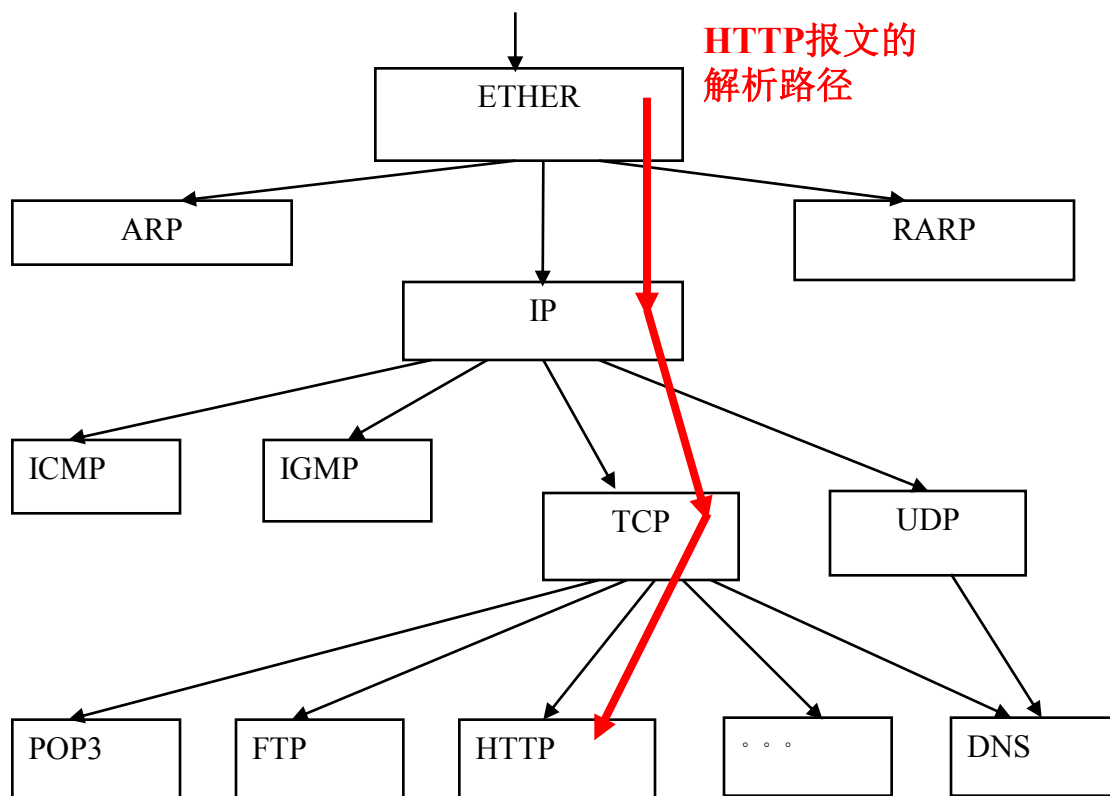 HTTP报文的
解析路径
ETHER
ARP
RARP
IP
ICMP
IGMP
TCP
UDP
POP3
FTP
HTTP
。。。
DNS